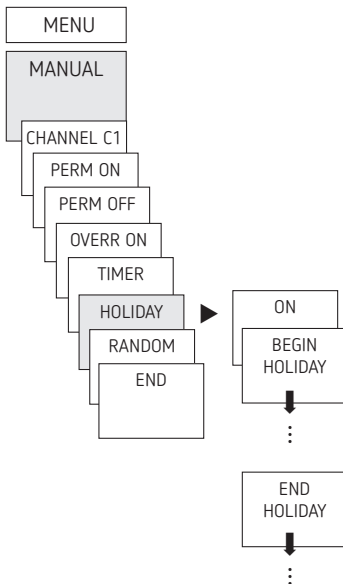 MENU
MANUAL
CHANNEL C1
PERM ON
PERM OFF
OVERR ON
TIMER
HOLIDAY
RANDOM
END
ON
BEGIN
HOLIDAY
END
HOLIDAY